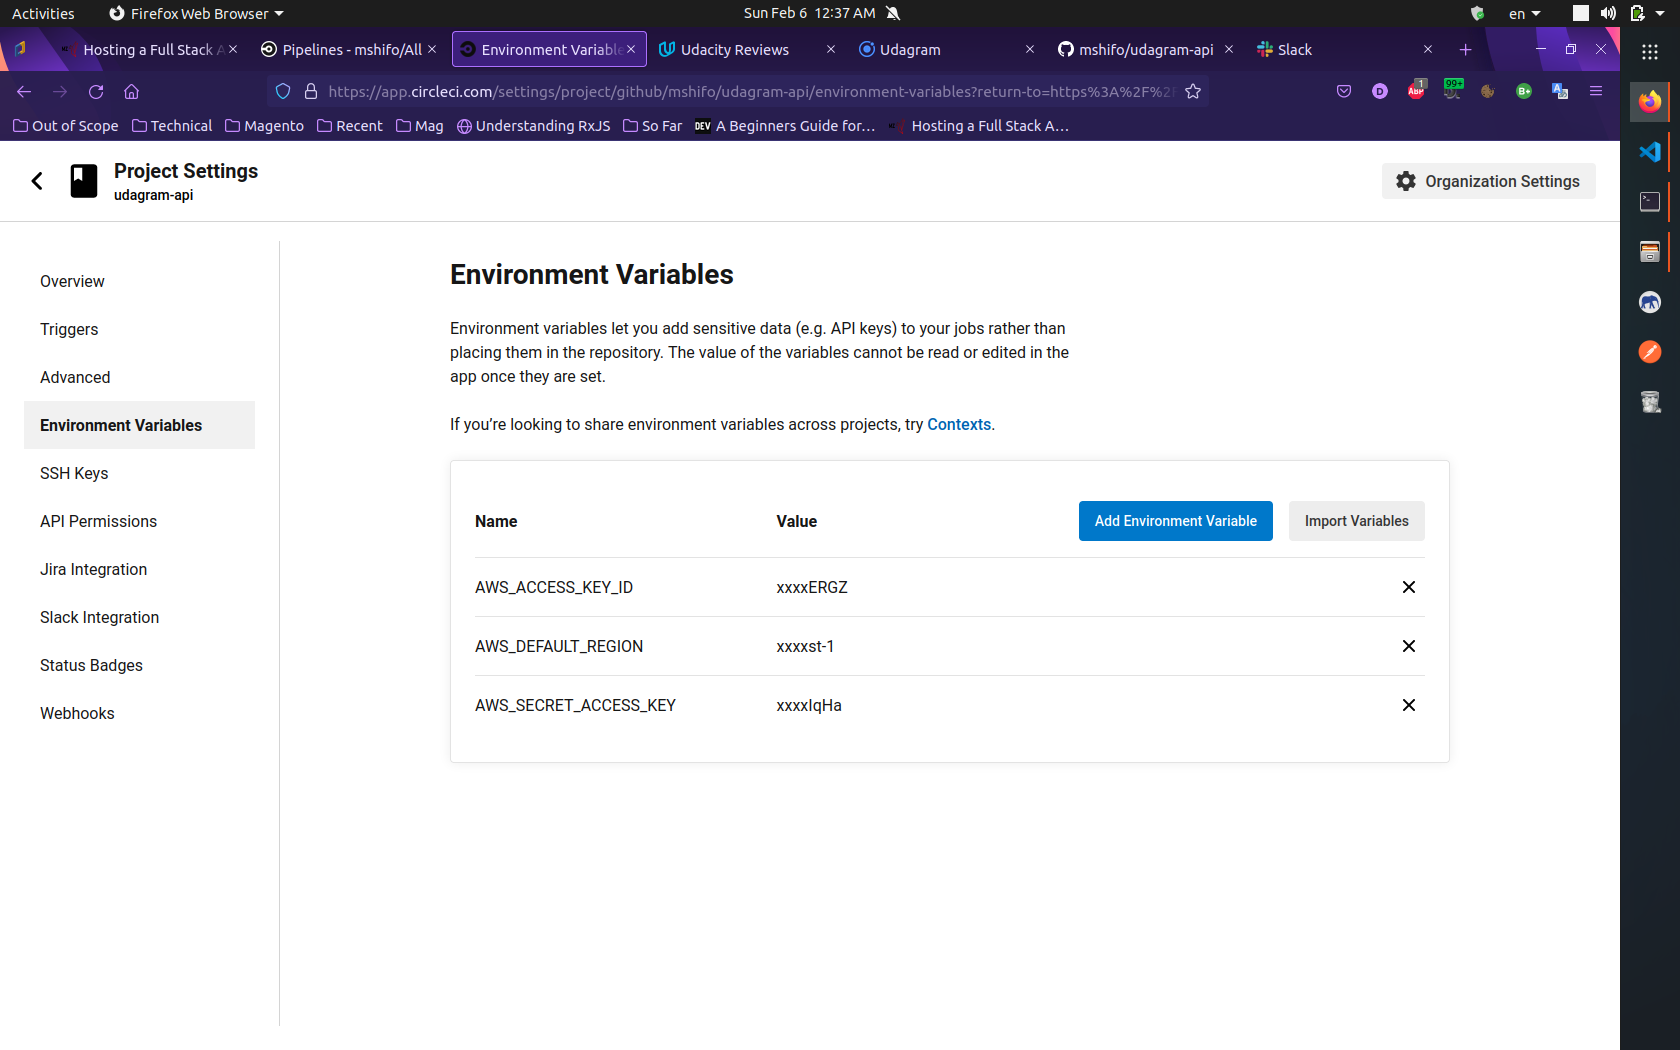 Activities
Firefox Web Browser
Sun Feb 6 12:37 AM
en
Hosting a Full Stack A
Pipelines - mshifo/All
Environment Variable
Udacity Reviews
Udagram
mshifo/udagram-api
Slack
https://app.circleci.com/settings/project/github/mshifo/udagram-api/environment-variables?return-to=https%3A%2F%2
D
ABP
1
99+
B+
Out of Scope
Technical
Magento
Recent
Mag
Understanding RxJS
So Far
DEV
A Beginners Guide for…
Hosting a Full Stack A…
Project Settings
udagram-api
Organization Settings
Overview
Triggers
Advanced
Environment Variables
SSH Keys
API Permissions
Jira Integration
Slack Integration
Status Badges
Webhooks
Environment Variables
Environment variables let you add sensitive data (e.g. API keys) to your jobs rather than
placing them in the repository. The value of the variables cannot be read or edited in the
app once they are set.
If you’re looking to share environment variables across projects, try Contexts.
Name
Value
Add Environment Variable
Import Variables
AWS_ACCESS_KEY_ID
xxxxERGZ
AWS_DEFAULT_REGION
xxxxst-1
AWS_SECRET_ACCESS_KEY
xxxxIqHa